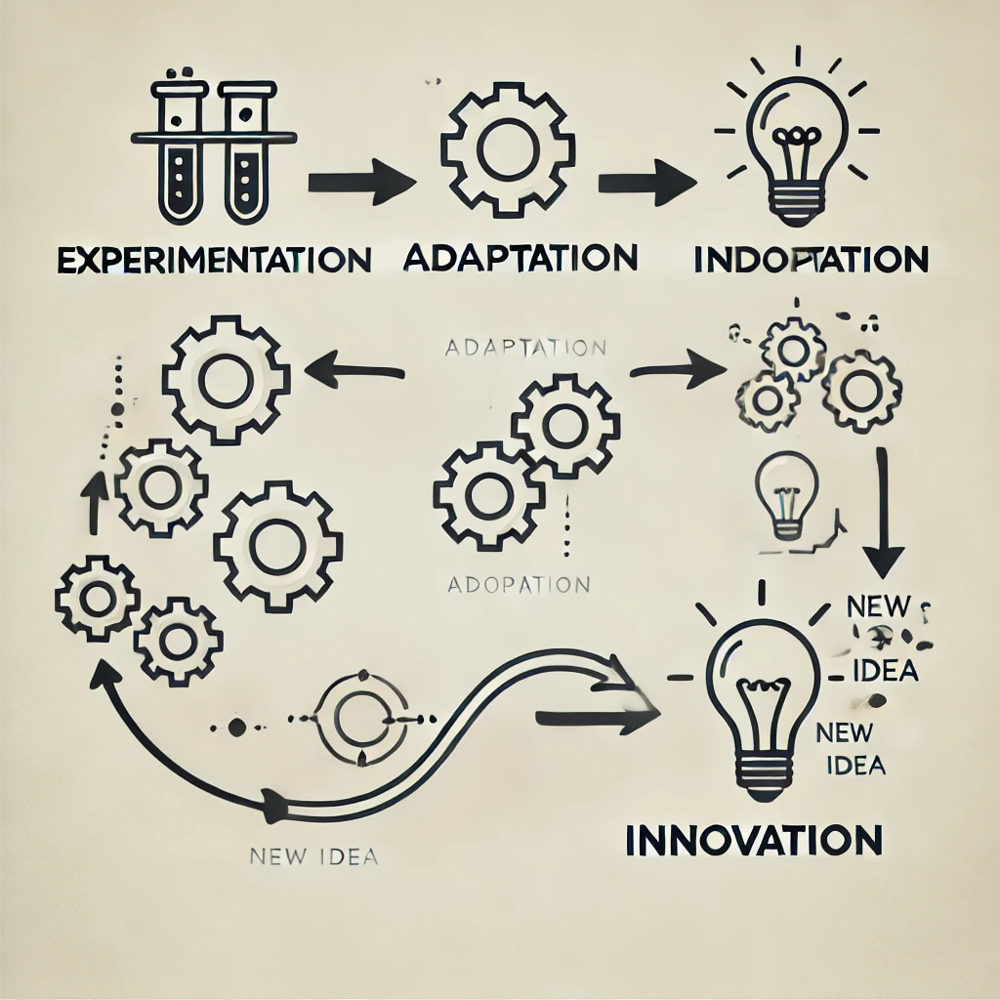 EXPERIMENTATION
ADAPTATION
INDOPTATION
ADAPTATION
ADOPATION
NEW
IDEA
NEW
IDEA
INNOVATION
NEW IDEA